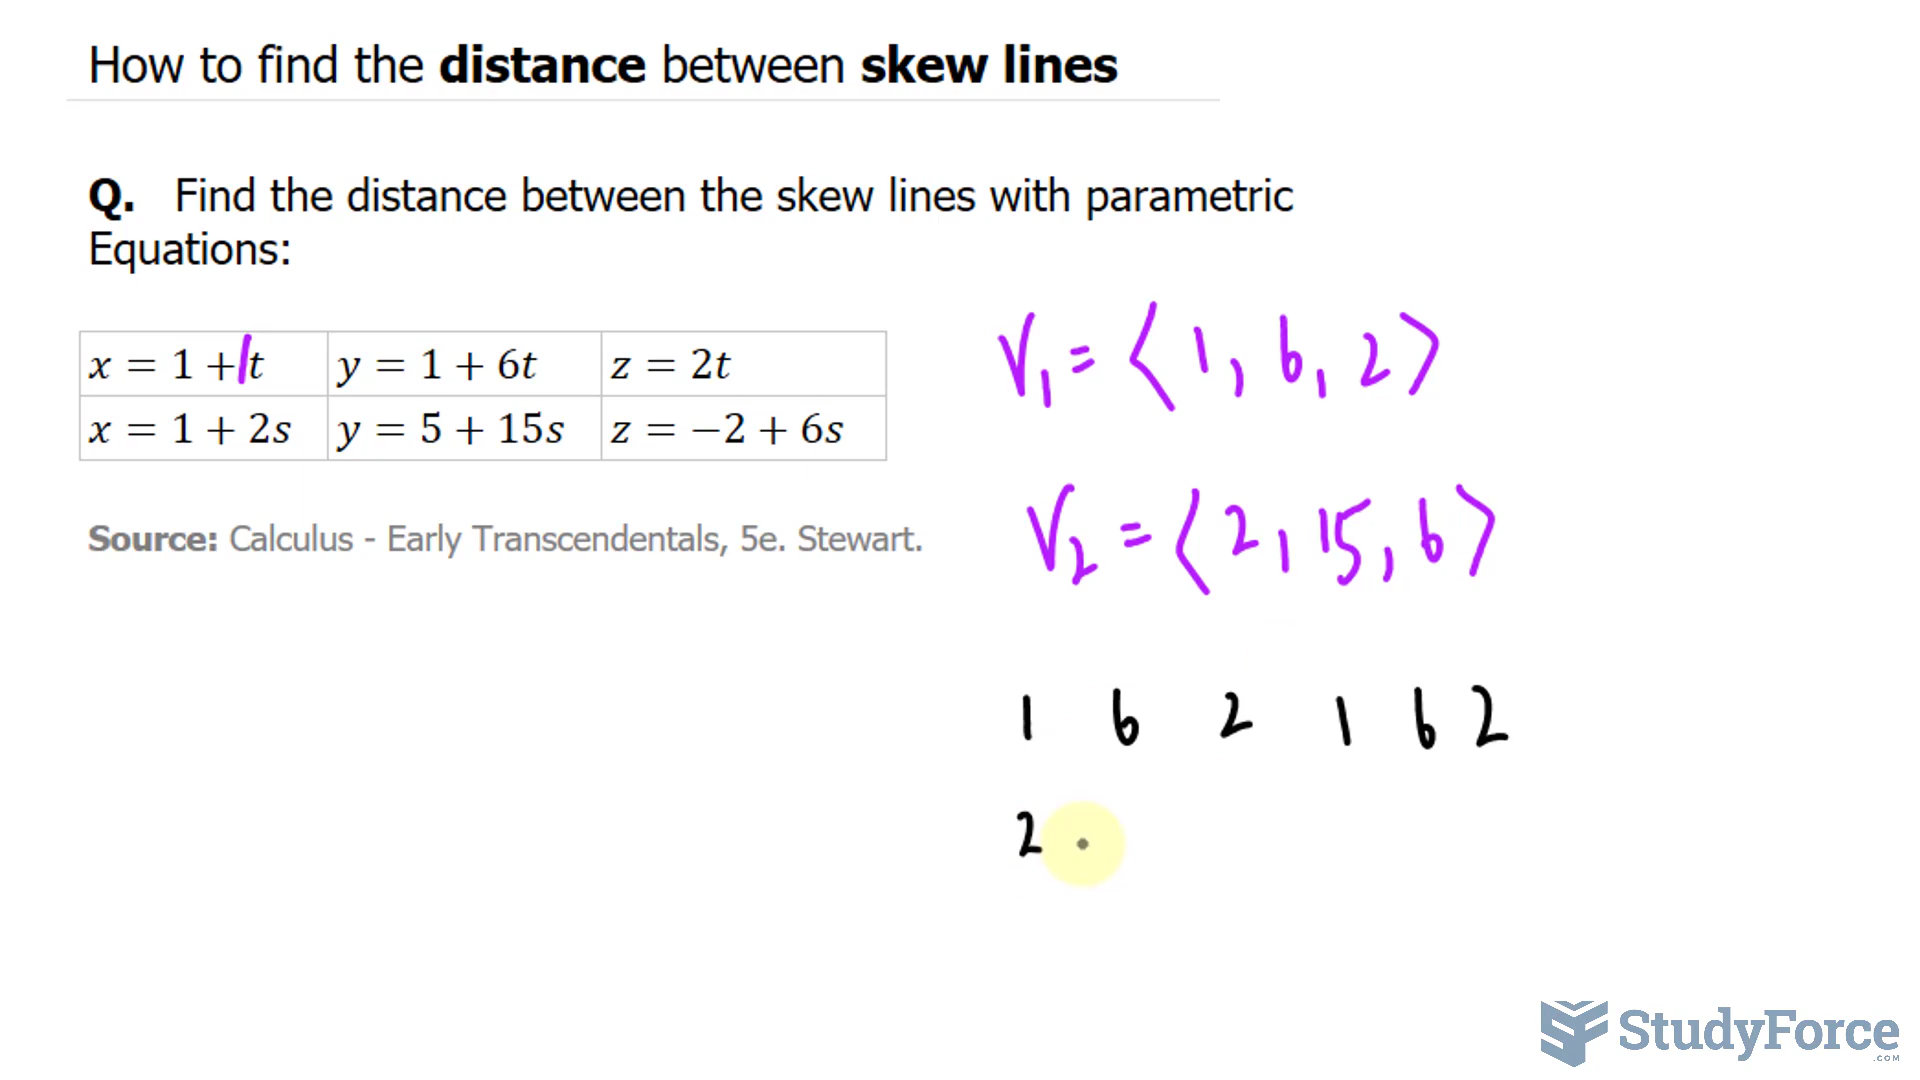 How to find the distance between skew lines
Q. Find the distance between the skew lines with parametric
Equations:
x = 1 + 1t y = 1 + 6t z = 2t
x = 1 + 2s y = 5 + 15s z = −2 + 6s
Source: Calculus - Early Transcendentals, 5e. Stewart.
V₁ = ⟨1, 6, 2⟩
V₂ = ⟨2, 15, 6⟩
1 6 2 1 6 2
2
StudyForce
.COM